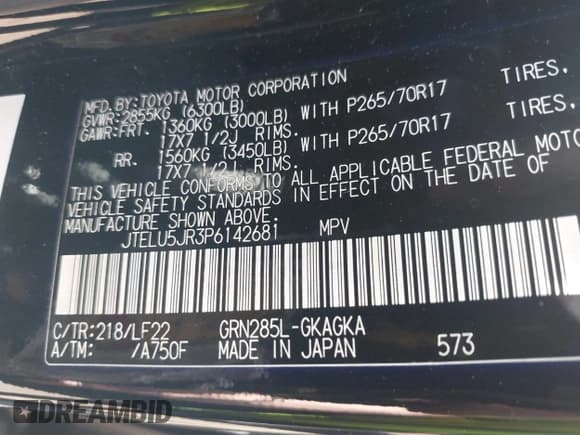 MFD.BY:TOYOTA MOTOR CORPORATION
GVWR:2855KG (6300LB)
GAWR:FRT. 1360KG (3000LB) WITH P265/70R17 TIRES,
17X7 1/2J RIMS.
RR. 1560KG (3450LB) WITH P265/70R17 TIRES,
17X7 1/2J RIMS.
THIS VEHICLE CONFORMS TO ALL APPLICABLE FEDERAL MOTO
VEHICLE SAFETY STANDARDS IN EFFECT ON THE DATE OF
MANUFACTURE SHOWN ABOVE.
JTELU5JR3P6142681 MPV
C/TR:218/LF22 GRN285L-GKAGKA
A/TM: /A750F MADE IN JAPAN 573
DREAMBID